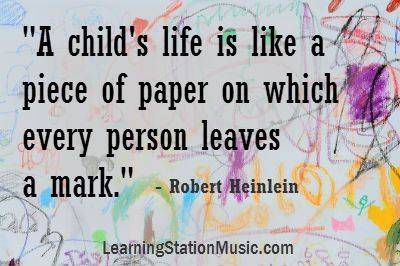 "A child's life is like a
piece of paper on which
every person leaves
a mark."   - Robert Heinlein
LearningStationMusic.com